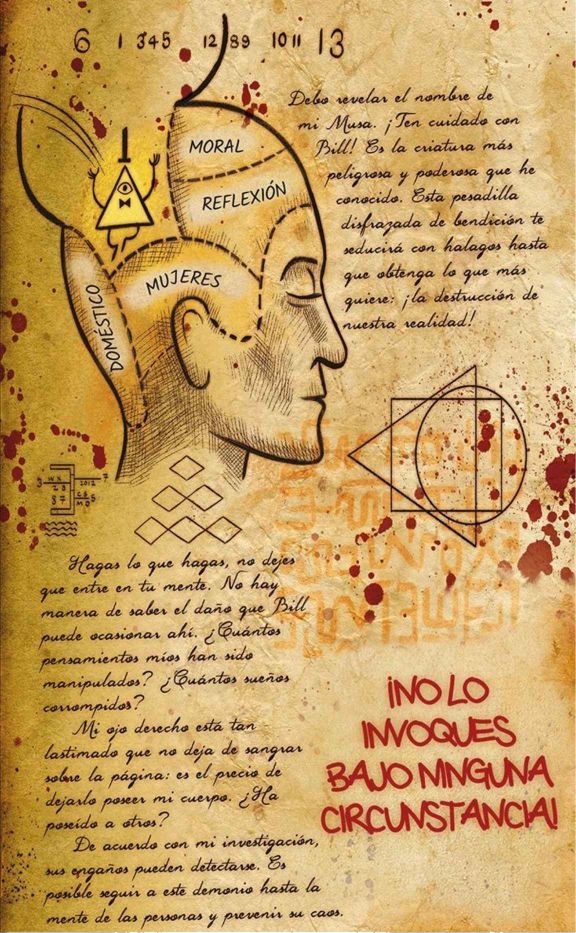 6 1 345 12 89 10 11 13
Debo revelar el nombre de
mi Musa. ¡Ten cuidado con
Bill! Es la criatura más
peligrosa y poderosa que he
conocido. Esta pesadilla
disfrazada de bendición te
seducirá con halagos hasta
que obtenga lo que más
quiere: ¡la destrucción de
nuestra realidad!
MORAL
REFLEXIÓN
MUJERES
DOMÉSTICO
Hagas lo que hagas, no dejes
que entre en tu mente. No hay
manera de saber el daño que Bill
puede ocasionar ahí. ¿Cuántos
pensamientos míos han sido
manipulados? ¿Cuántos sueños
corrompidos?
Mi ojo derecho está tan
lastimado que no deja de sangrar
sobre la página: es el precio de
dejarlo poseer mi cuerpo. ¿Ha
poseído a otros?
De acuerdo con mi investigación,
sus engaños pueden detectarse. Es
posible seguir a este demonio hasta la
mente de las personas y prevenir su caos.
¡NO LO
INVOQUES
BAJO NINGUNA
CIRCUNSTANCIA!